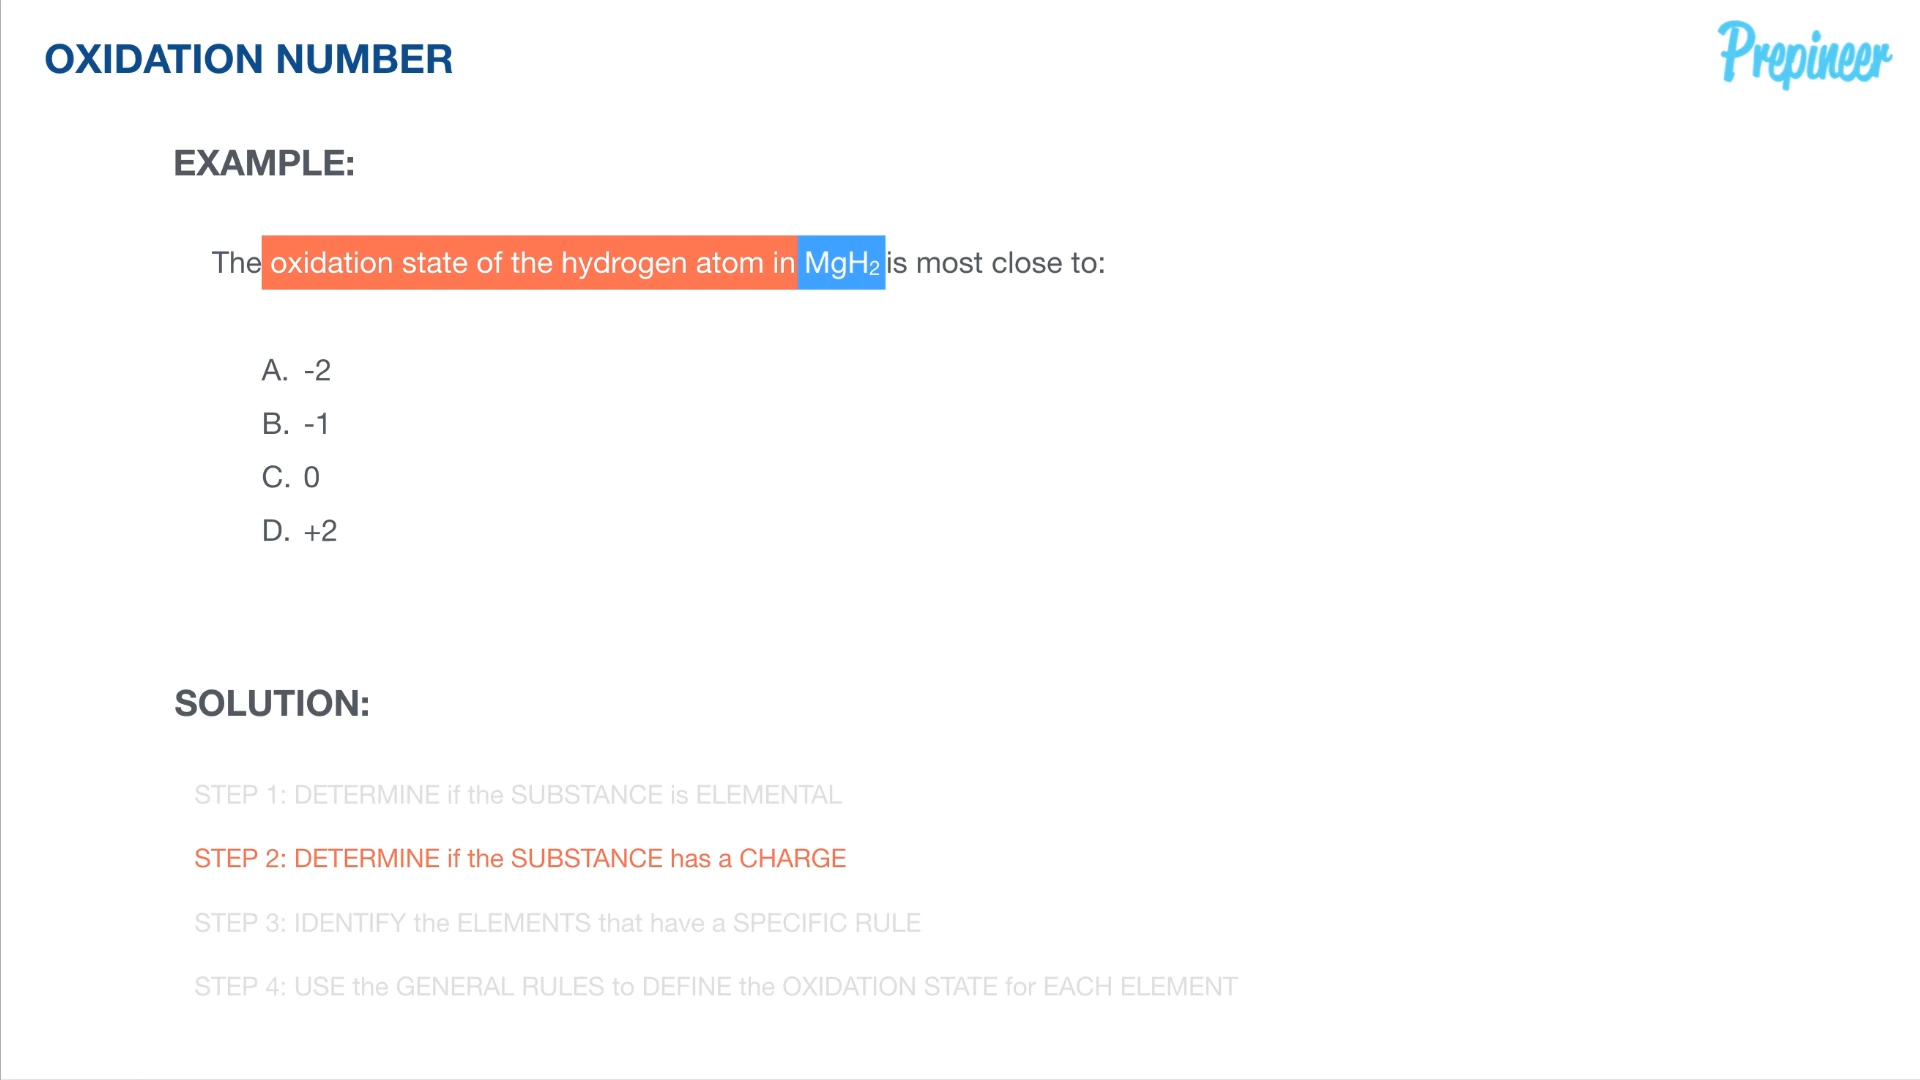 OXIDATION NUMBER
Prepineer
EXAMPLE:
The oxidation state of the hydrogen atom in MgH₂ is most close to:
A. -2
B. -1
C. 0
D. +2
SOLUTION:
STEP 1: DETERMINE if the SUBSTANCE is ELEMENTAL
STEP 2: DETERMINE if the SUBSTANCE has a CHARGE
STEP 3: IDENTIFY the ELEMENTS that have a SPECIFIC RULE
STEP 4: USE the GENERAL RULES to DEFINE the OXIDATION STATE for EACH ELEMENT